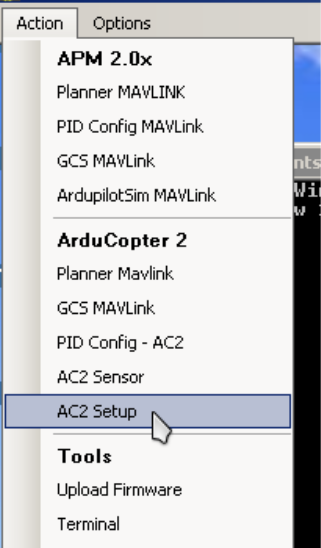 Action Options
APM 2.0x
Planner MAVLINK
PID Config MAVLink
GCS MAVLink
ArdupilotSim MAVLink
ArduCopter 2
Planner Mavlink
GCS MAVLink
PID Config - AC2
AC2 Sensor
AC2 Setup
Tools
Upload Firmware
Terminal